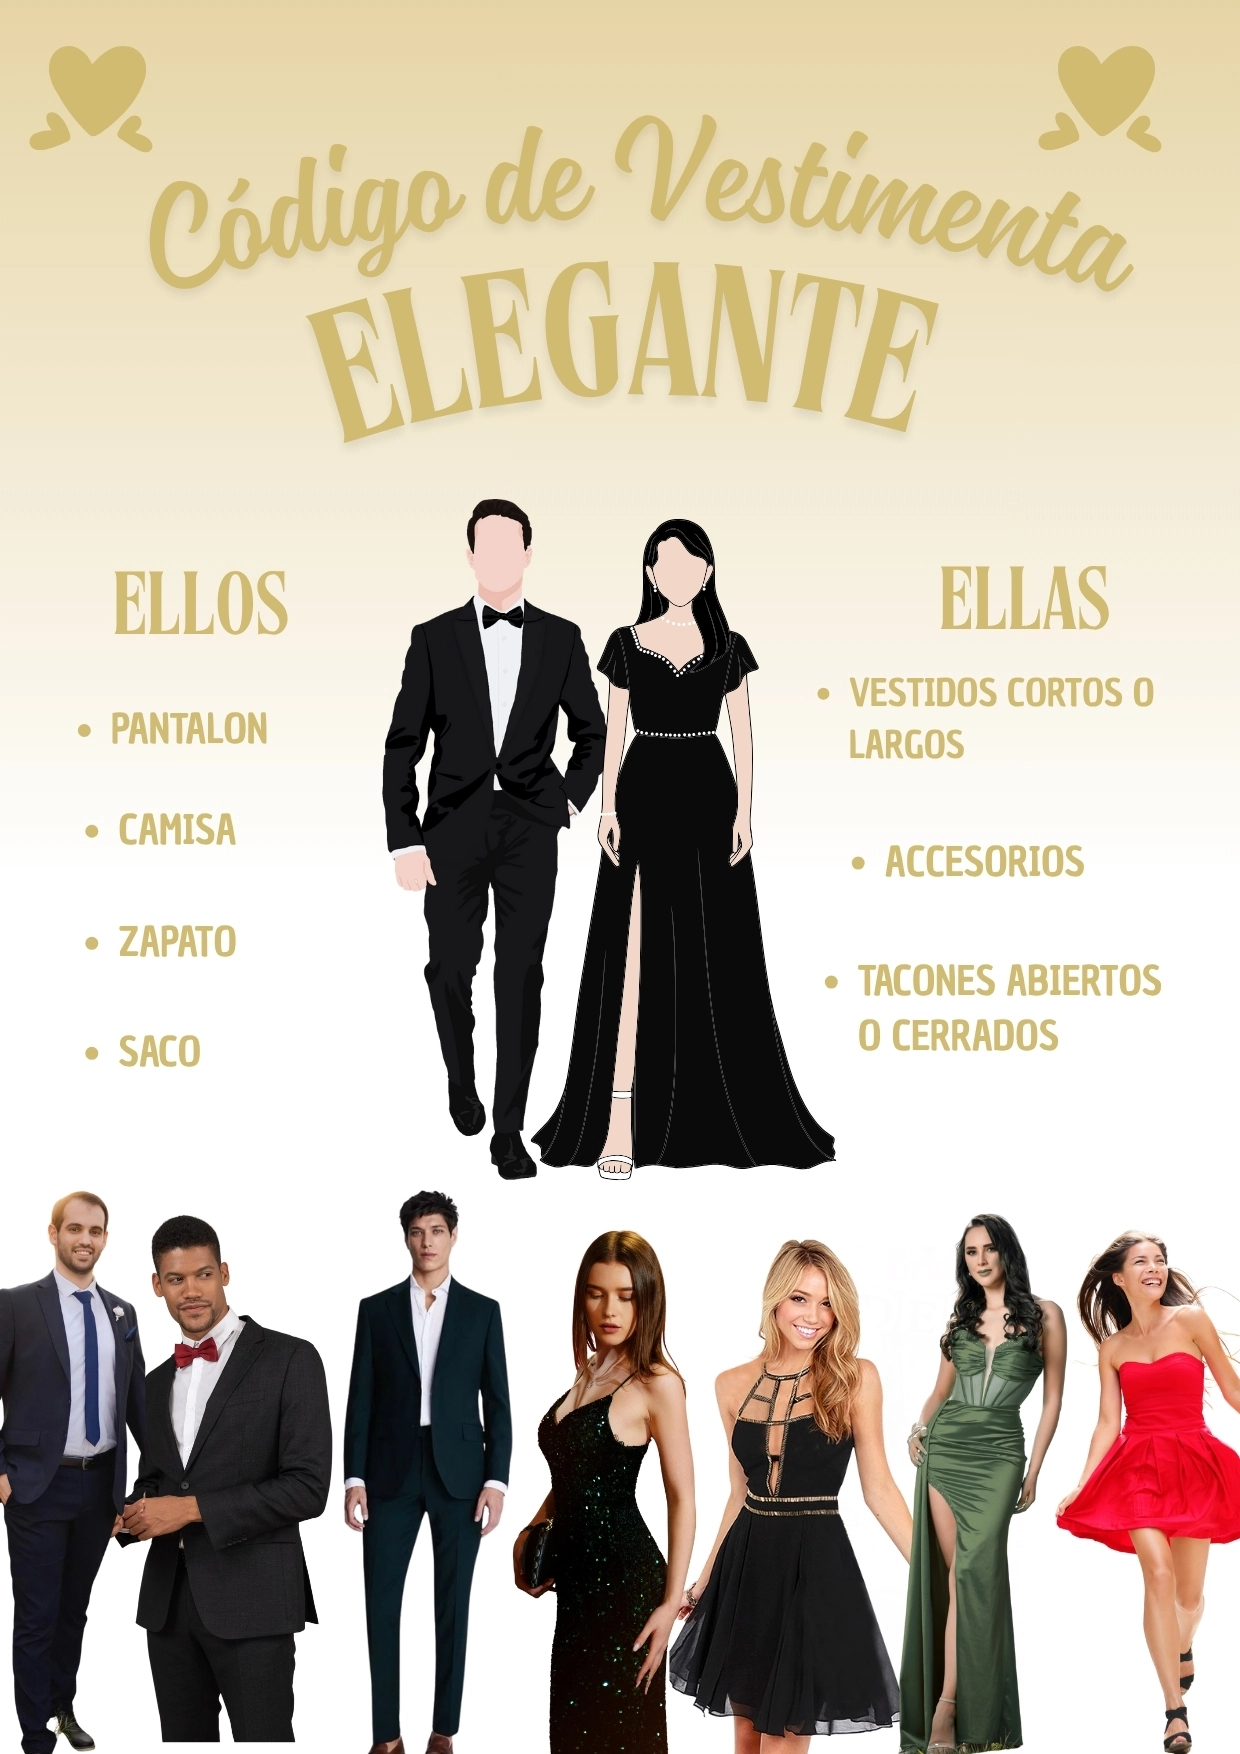 Código de Vestimenta
ELEGANTE
ELLOS
• PANTALON
• CAMISA
• ZAPATO
• SACO
ELLAS
• VESTIDOS CORTOS O
LARGOS
• ACCESORIOS
• TACONES ABIERTOS
O CERRADOS